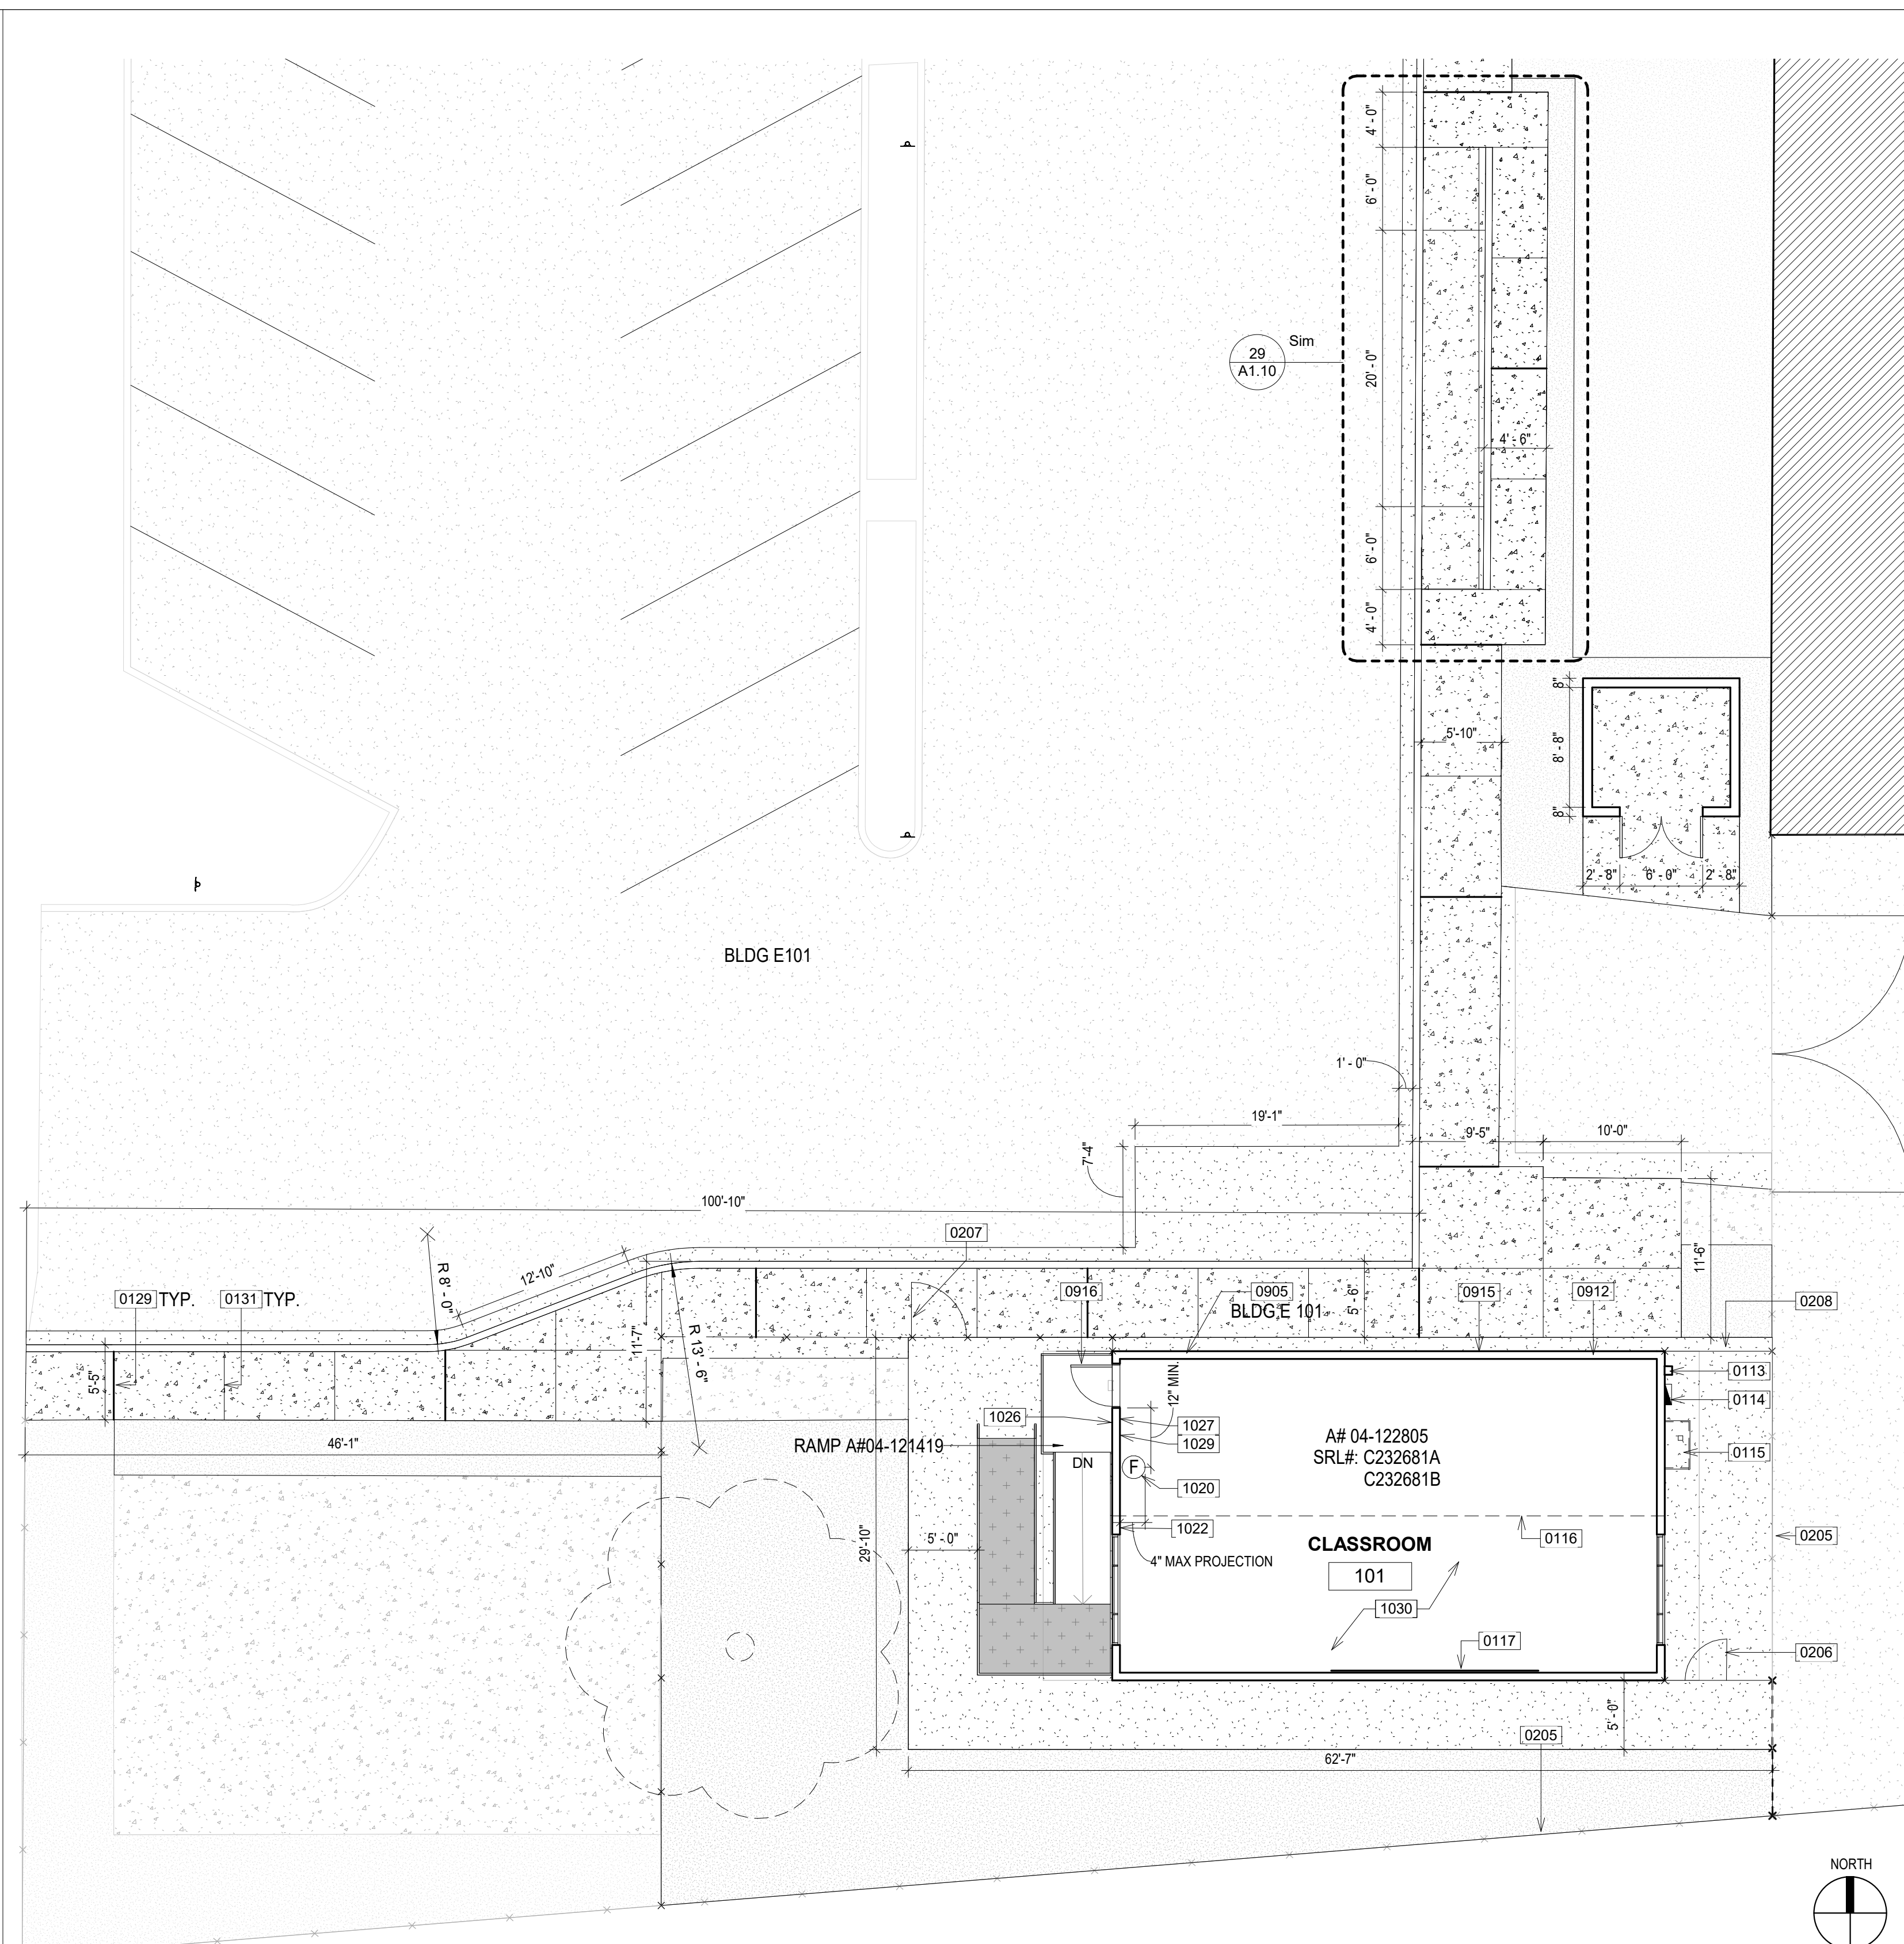 4' - 0"
6' - 0"
29
A1.10
Sim
20' - 0"
4' - 6"
6' - 0"
4' - 0"
8"
5'-10"
8' - 8"
8"
2' - 8"
6' - 0"
2' - 8"
BLDG E101
1' - 0"
19'-1"
9'-5"
10'-0"
7'-4"
100'-10"
0207
11'-6"
R 8' - 0"
12'-10"
0129 TYP.
0131 TYP.
0916
0905
BLDG E 101
5' - 6"
0915
0912
0208
11'-7"
R 13' - 6"
5'-5"
0113
12" MIN.
0114
1026
1027
46'-1"
RAMP A#04-121419
1029
A# 04-122805
SRL#: C232681A
C232681B
0115
DN
F
1020
1022
0116
0205
29'-10"
5' - 0"
4" MAX PROJECTION
CLASSROOM
101
1030
0117
0206
5' - 0"
0205
62'-7"
NORTH